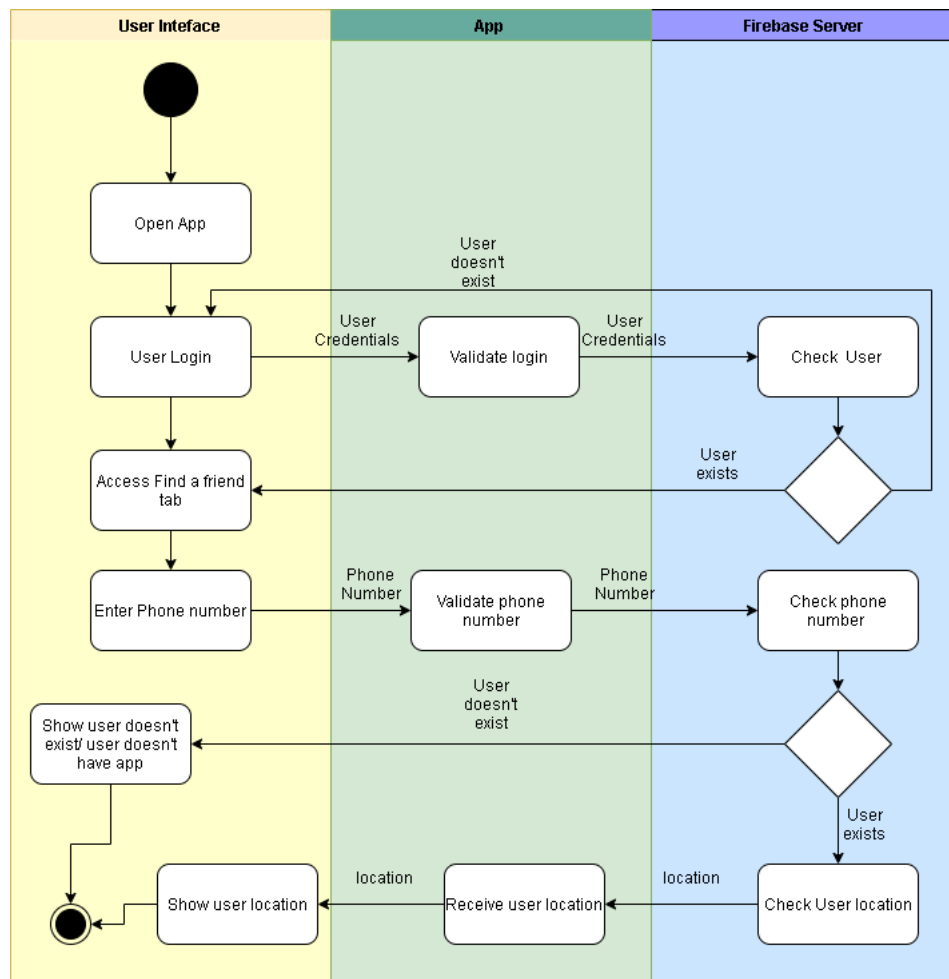 User Inteface
App
Firebase Server
Open App
User
doesn't
exist
User Login
User
Credentials
Validate login
User
Credentials
Check  User
Access Find a friend
tab
User
exists
Enter Phone number
Phone
Number
Validate phone
number
Phone
Number
Check phone
number
User
doesn't
exist
Show user doesn't
exist/ user doesn't
have app
User
exists
Show user location
location
Receive user location
location
Check User location